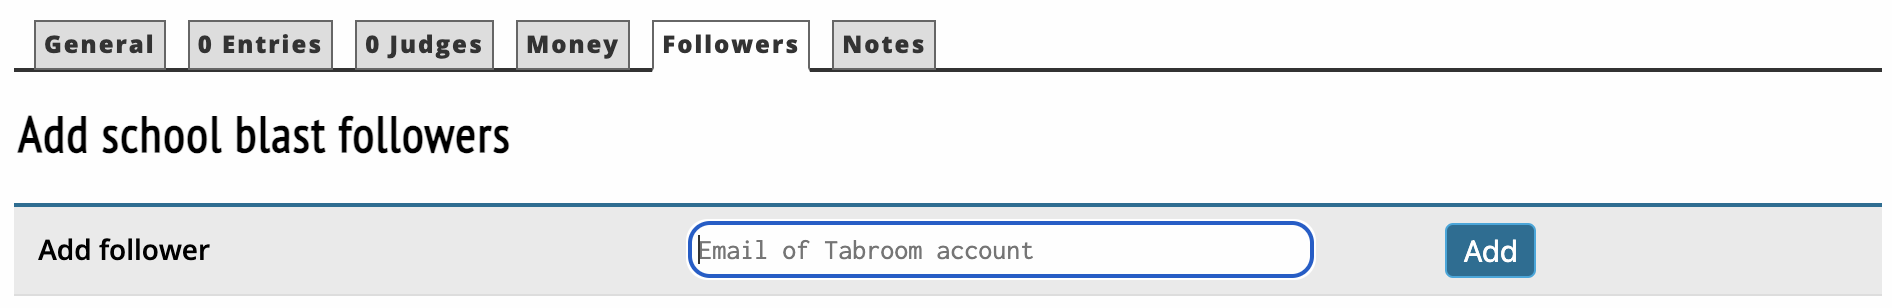 General 0 Entries 0 Judges Money Followers Notes
Add school blast followers
Add follower Email of Tabroom account Add